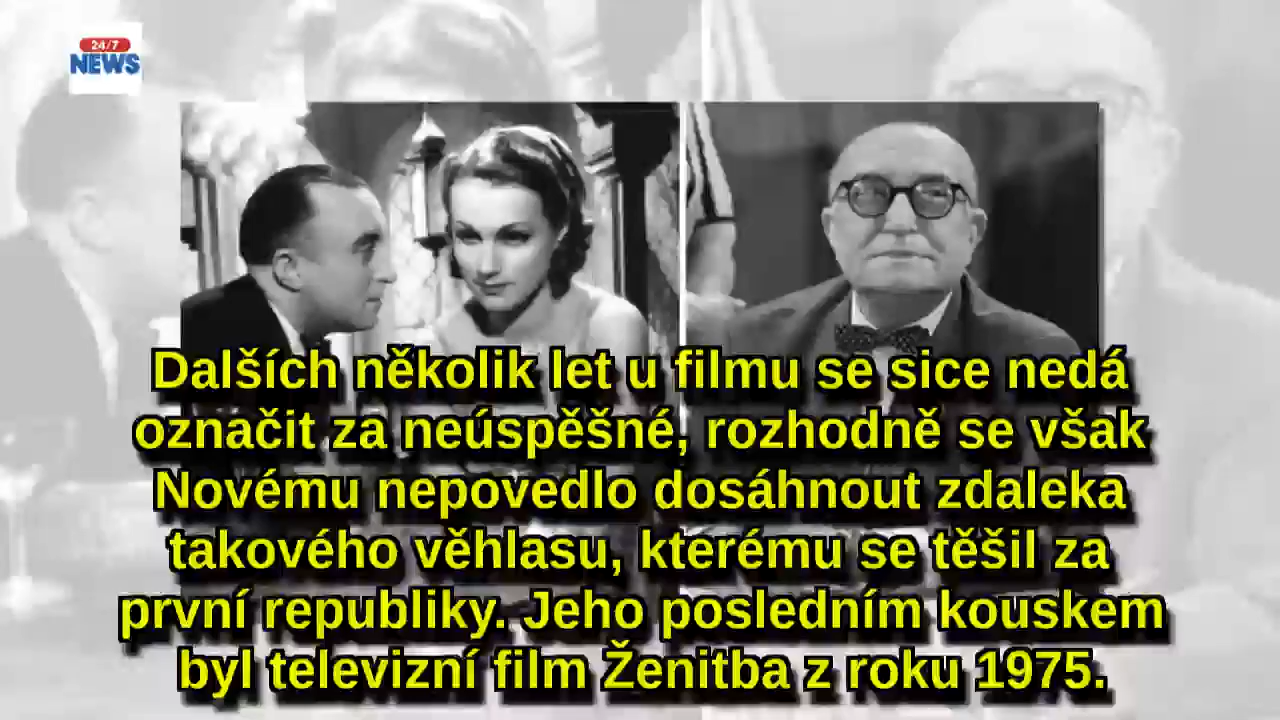 24/7
NEWS
Dalších několik let u filmu se sice nedá
označit za neúspěšné, rozhodně se však
Novému nepovedlo dosáhnout zdaleka
takového věhlasu, kterému se těšil za
první republiky. Jeho posledním kouskem
byl televizní film Ženitba z roku 1975.